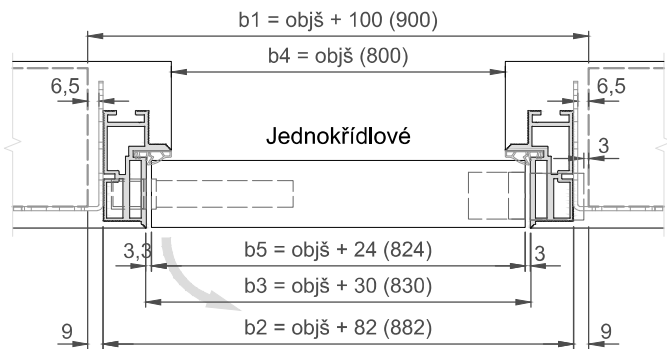 b1 = objš + 100 (900)
b4 = objš (800)
6,5
6,5
Jednokřídlové
3
3,3
b5 = objš + 24 (824)
3
b3 = objš + 30 (830)
9
b2 = objš + 82 (882)
9